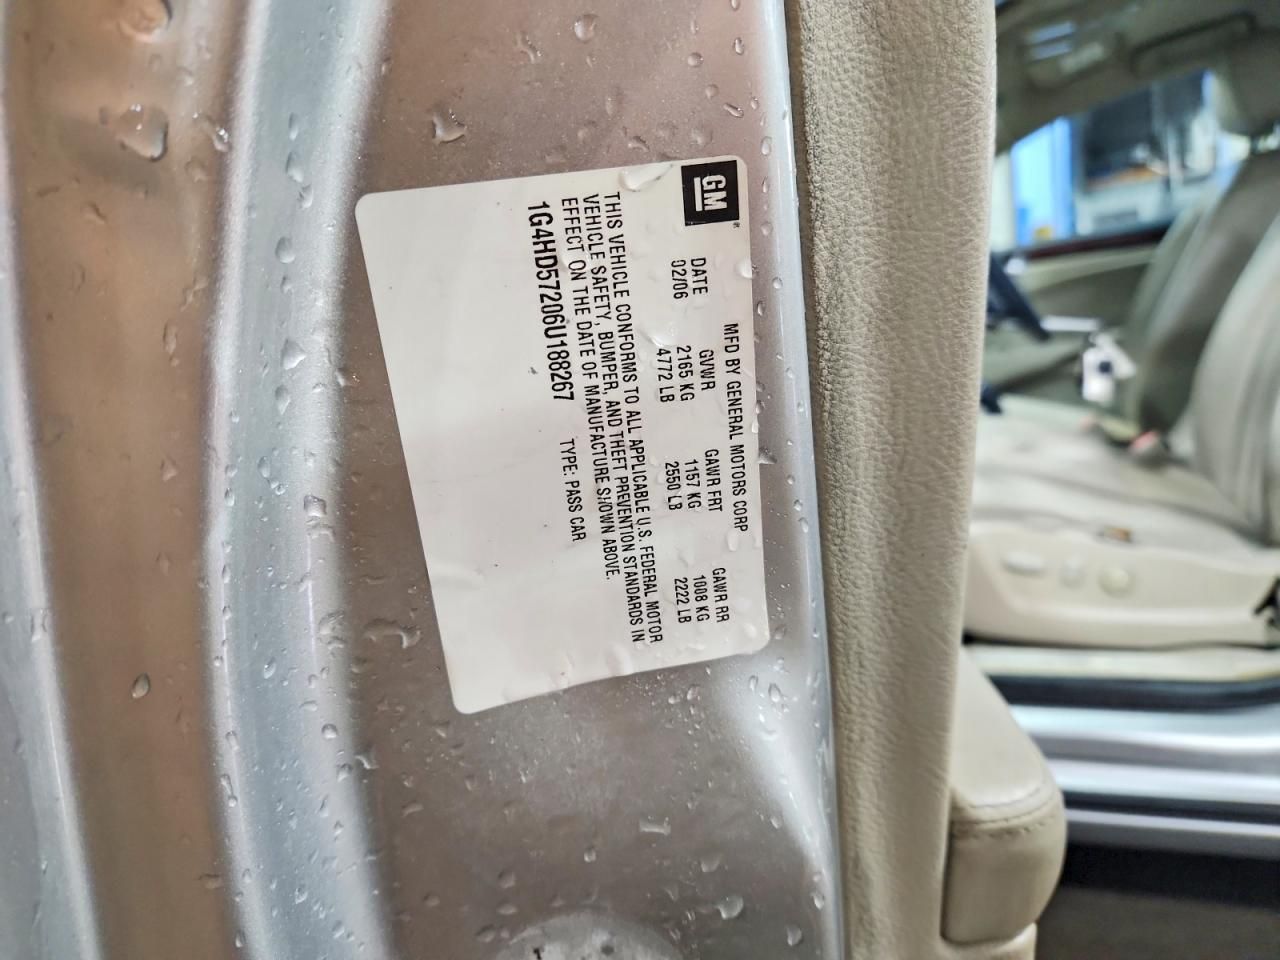 GM
MFD BY GENERAL MOTORS CORP
DATE GVWR GAWR FRT GAWR RR
02/06 2165 KG 1157 KG 1008 KG
4772 LB 2550 LB 2222 LB
THIS VEHICLE CONFORMS TO ALL APPLICABLE U.S. FEDERAL MOTOR
VEHICLE SAFETY, BUMPER, AND THEFT PREVENTION STANDARDS IN
EFFECT ON THE DATE OF MANUFACTURE SHOWN ABOVE.
1G4HD57206U188267 TYPE: PASS CAR